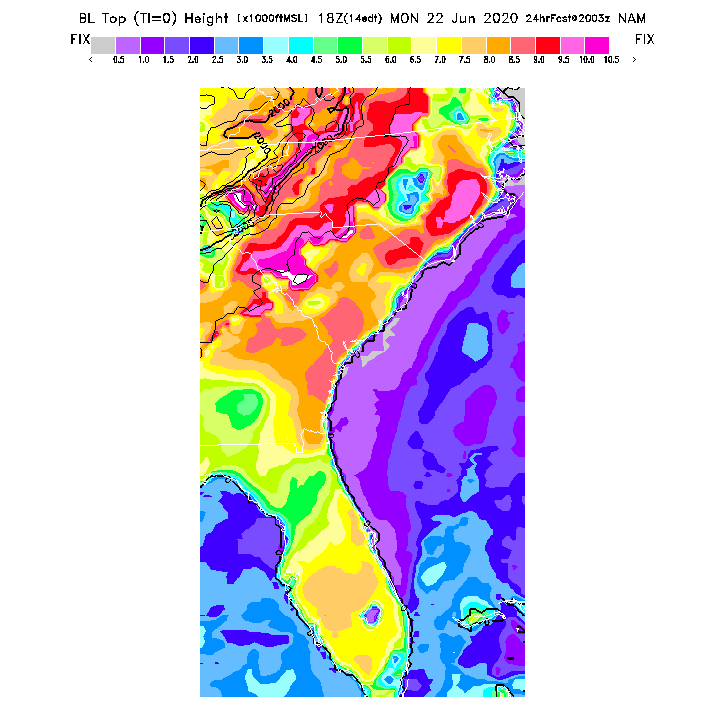 BL Top (TI=0) Height [x1000ftMSL] 18Z(14edt) MON 22 Jun 2020 24hrFcst@2003z NAM
FIX FIX
< 0.5 1.0 1.5 2.0 2.5 3.0 3.5 4.0 4.5 5.0 5.5 6.0 6.5 7.0 7.5 8.0 8.5 9.0 9.5 10.0 10.5 >
2000
2000